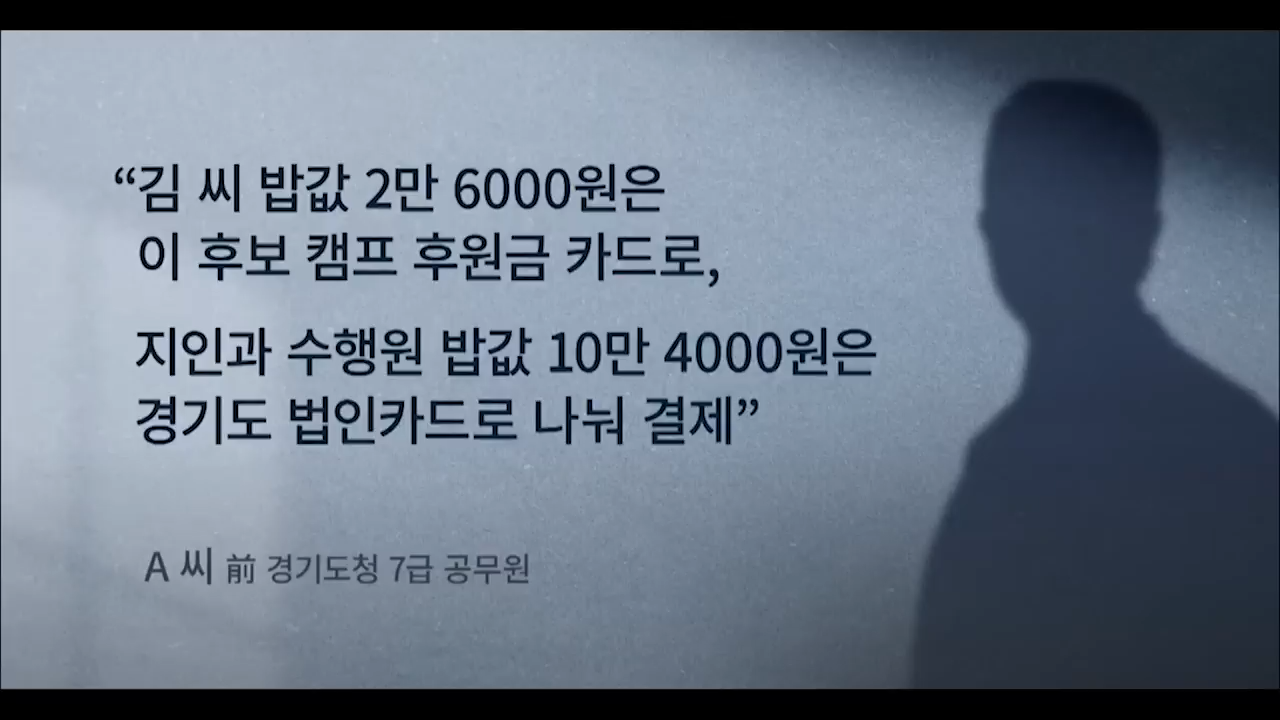 “김 씨 밥값 2만 6000원은
이 후보 캠프 후원금 카드로,
지인과 수행원 밥값 10만 4000원은
경기도 법인카드로 나눠 결제”
A 씨 前 경기도청 7급 공무원